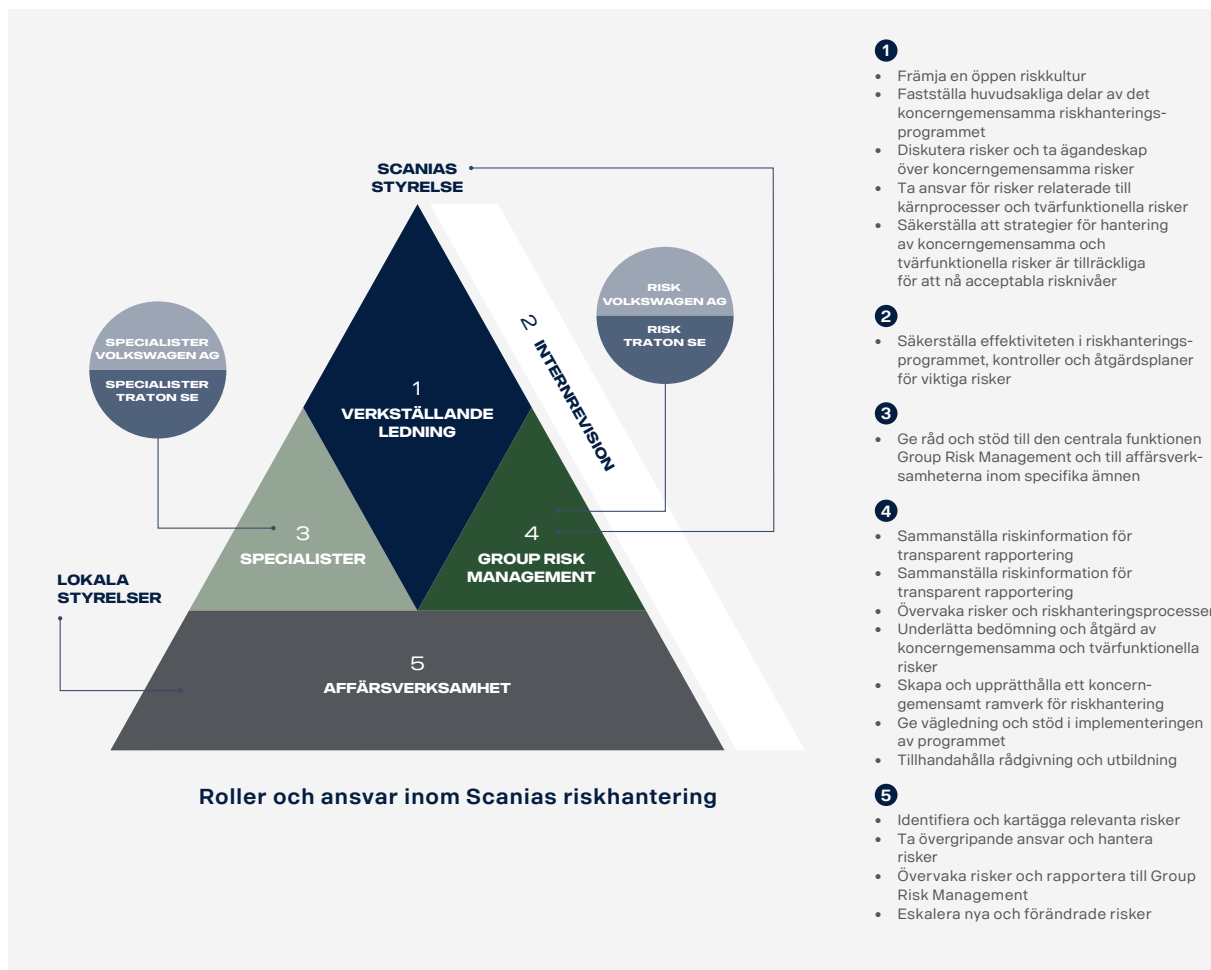 SCANIAS
STYRELSE
RISK
VOLKSWAGEN AG
RISK
TRATON SE
SPECIALISTER
VOLKSWAGEN AG
SPECIALISTER
TRATON SE
2 INTERNREVISION
1
VERKSTÄLLANDE
LEDNING
3
SPECIALISTER
4
GROUP RISK
MANAGEMENT
LOKALA
STYRELSER
5
AFFÄRSVERKSAMHET
Roller och ansvar inom Scanias riskhantering
1
• Främja en öppen riskkultur
• Fastställa huvudsakliga delar av det
koncerngemensamma riskhanterings-
programmet
• Diskutera risker och ta ägandeskap
över koncerngemensamma risker
• Ta ansvar för risker relaterade till
kärnprocesser och tvärfunktionella risker
• Säkerställa att strategier för hantering
av koncerngemensamma och
tvärfunktionella risker är tillräckliga
för att nå acceptabla risknivåer
2
• Säkerställa effektiviteten i riskhanterings-
programmet, kontroller och åtgärdsplaner
för viktiga risker
3
• Ge råd och stöd till den centrala funktionen
Group Risk Management och till affärsverk-
samheterna inom specifika ämnen
4
• Sammanställa riskinformation för
transparent rapportering
• Sammanställa riskinformation för
transparent rapportering
• Övervaka risker och riskhanteringsprocesser
• Underlätta bedömning och åtgärd av
koncerngemensamma och tvärfunktionella
risker
• Skapa och upprätthålla ett koncern-
gemensamt ramverk för riskhantering
• Ge vägledning och stöd i implementeringen
av programmet
• Tillhandahålla rådgivning och utbildning
5
• Identifiera och kartägga relevanta risker
• Ta övergripande ansvar och hantera
risker
• Övervaka risker och rapportera till Group
Risk Management
• Eskalera nya och förändrade risker